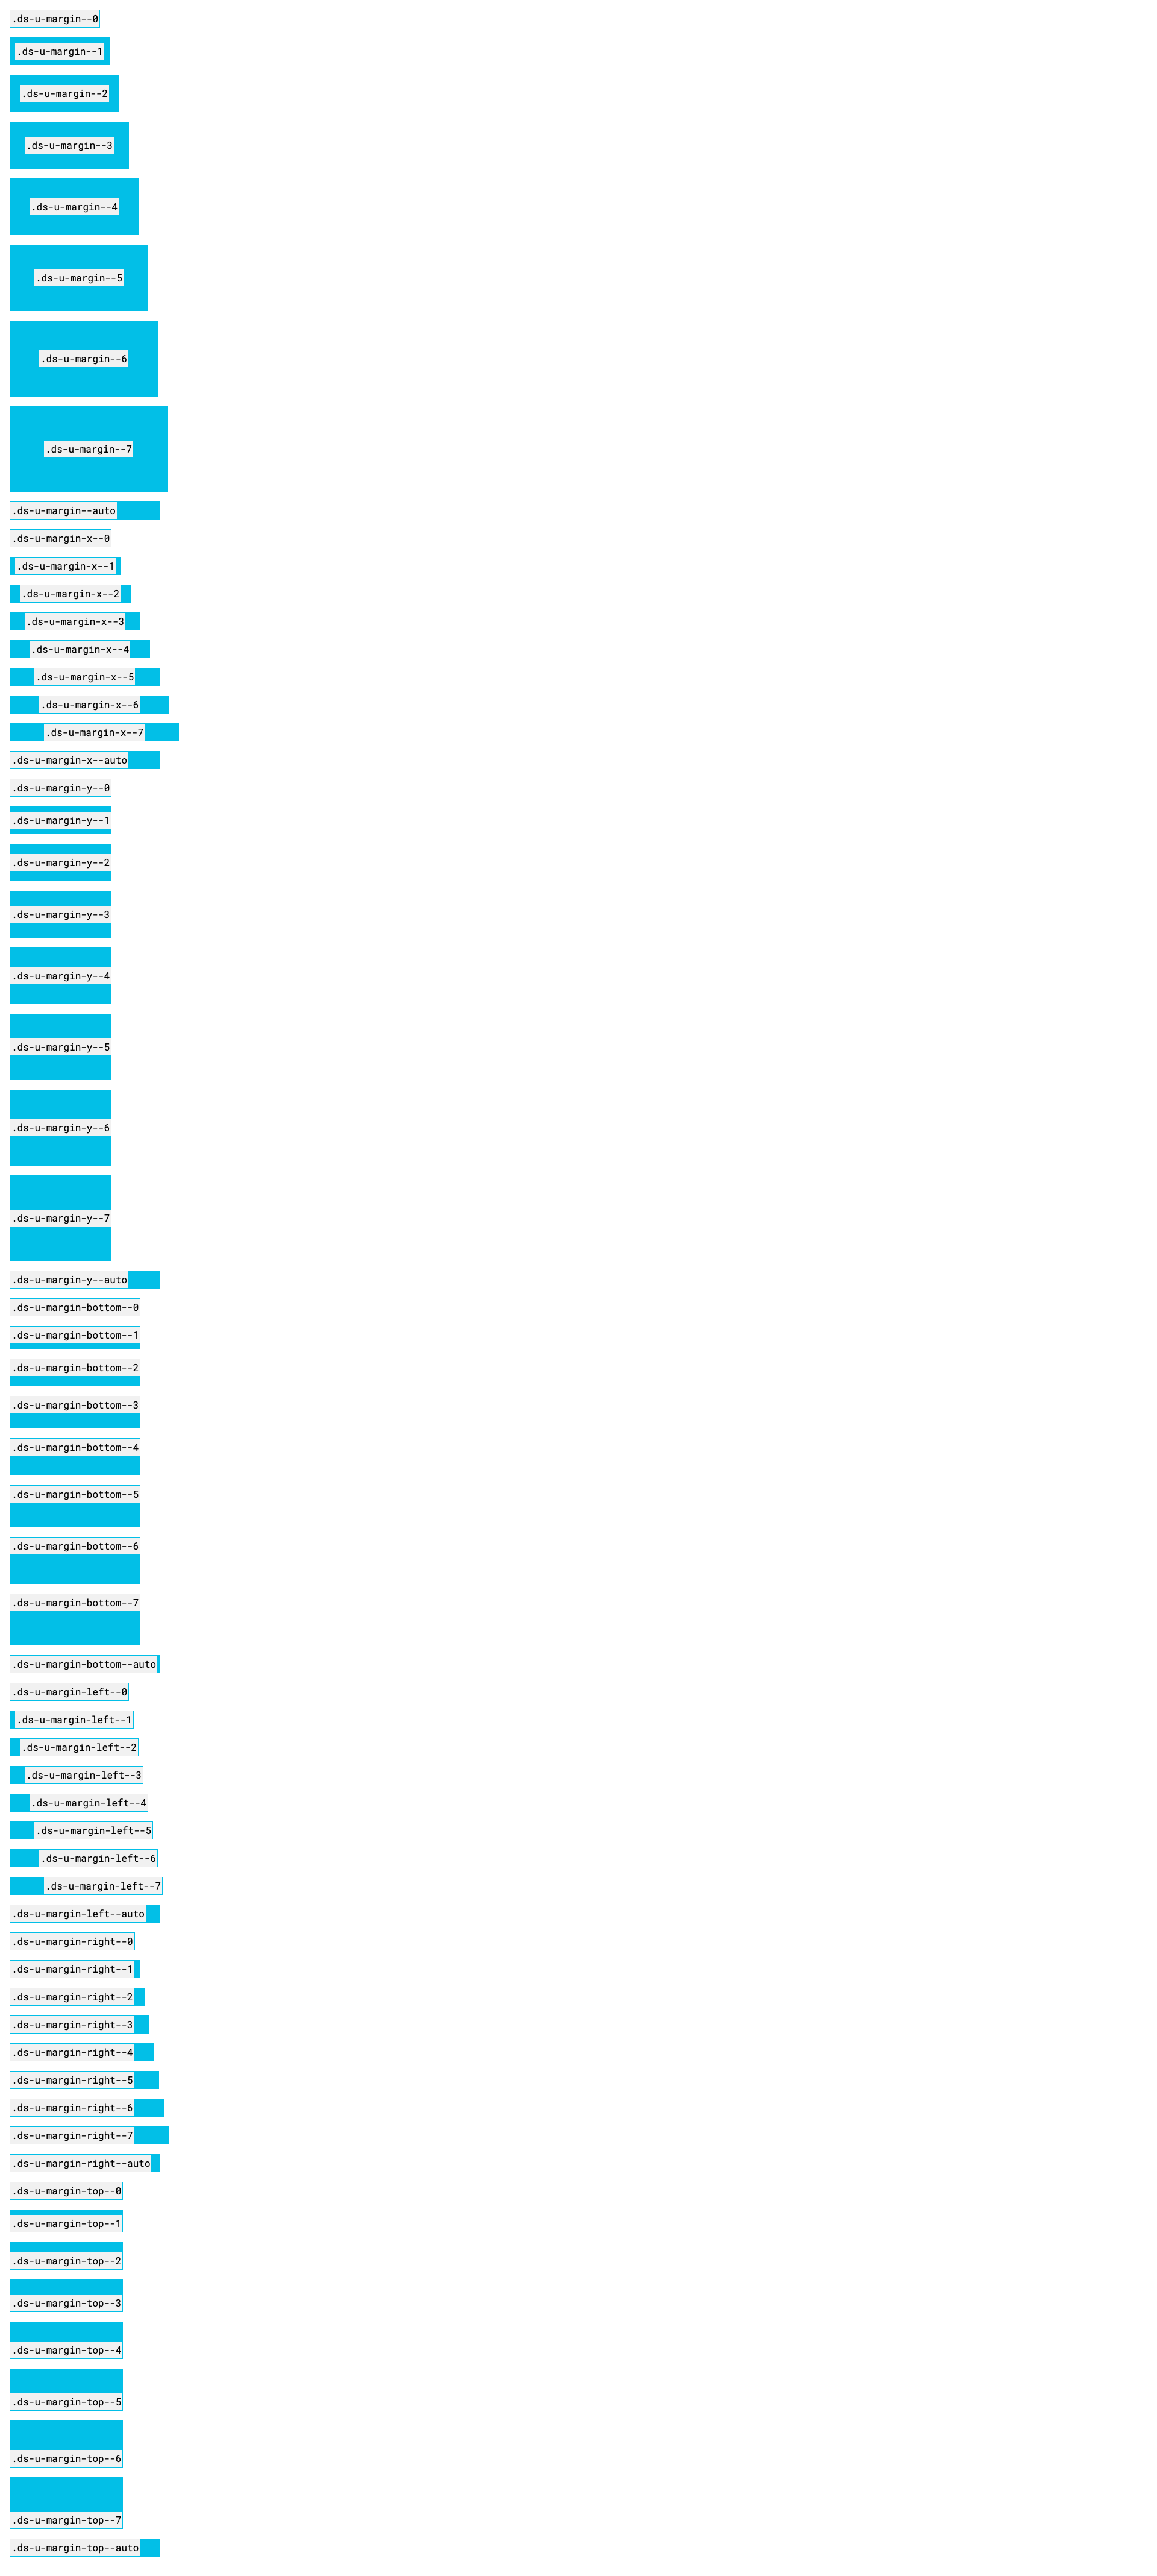 .ds-u-margin--0
.ds-u-margin--1
.ds-u-margin--2
.ds-u-margin--3
.ds-u-margin--4
.ds-u-margin--5
.ds-u-margin--6
.ds-u-margin--7
.ds-u-margin--auto
.ds-u-margin-x--0
.ds-u-margin-x--1
.ds-u-margin-x--2
.ds-u-margin-x--3
.ds-u-margin-x--4
.ds-u-margin-x--5
.ds-u-margin-x--6
.ds-u-margin-x--7
.ds-u-margin-x--auto
.ds-u-margin-y--0
.ds-u-margin-y--1
.ds-u-margin-y--2
.ds-u-margin-y--3
.ds-u-margin-y--4
.ds-u-margin-y--5
.ds-u-margin-y--6
.ds-u-margin-y--7
.ds-u-margin-y--auto
.ds-u-margin-bottom--0
.ds-u-margin-bottom--1
.ds-u-margin-bottom--2
.ds-u-margin-bottom--3
.ds-u-margin-bottom--4
.ds-u-margin-bottom--5
.ds-u-margin-bottom--6
.ds-u-margin-bottom--7
.ds-u-margin-bottom--auto
.ds-u-margin-left--0
.ds-u-margin-left--1
.ds-u-margin-left--2
.ds-u-margin-left--3
.ds-u-margin-left--4
.ds-u-margin-left--5
.ds-u-margin-left--6
.ds-u-margin-left--7
.ds-u-margin-left--auto
.ds-u-margin-right--0
.ds-u-margin-right--1
.ds-u-margin-right--2
.ds-u-margin-right--3
.ds-u-margin-right--4
.ds-u-margin-right--5
.ds-u-margin-right--6
.ds-u-margin-right--7
.ds-u-margin-right--auto
.ds-u-margin-top--0
.ds-u-margin-top--1
.ds-u-margin-top--2
.ds-u-margin-top--3
.ds-u-margin-top--4
.ds-u-margin-top--5
.ds-u-margin-top--6
.ds-u-margin-top--7
.ds-u-margin-top--auto